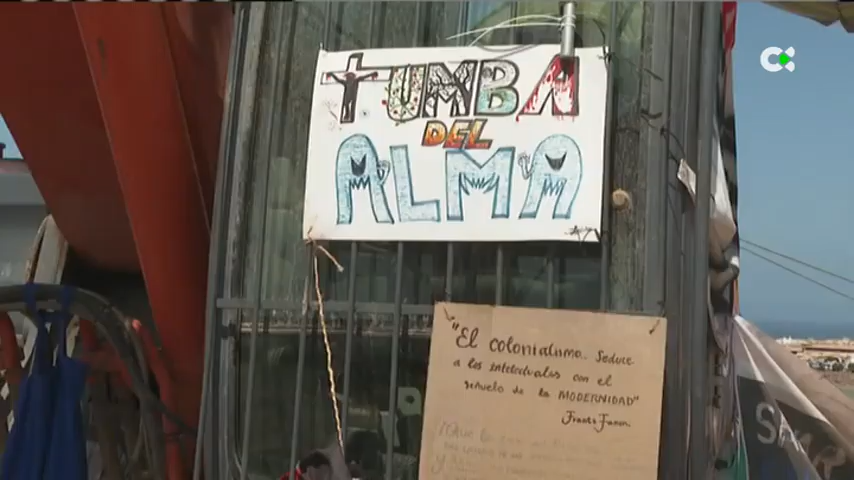 TUMBA
DEL
ALMA
"El colonialismo.. seduce
a los intelectuales con el
señuelo de la MODERNIDAD"
Frantz Fanon.